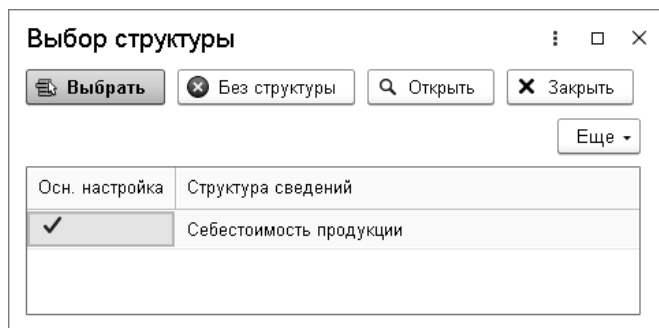 Выбор структуры
Выбрать Без структуры Открыть Закрыть
Еще
Осн. настройка Структура сведений
Себестоимость продукции